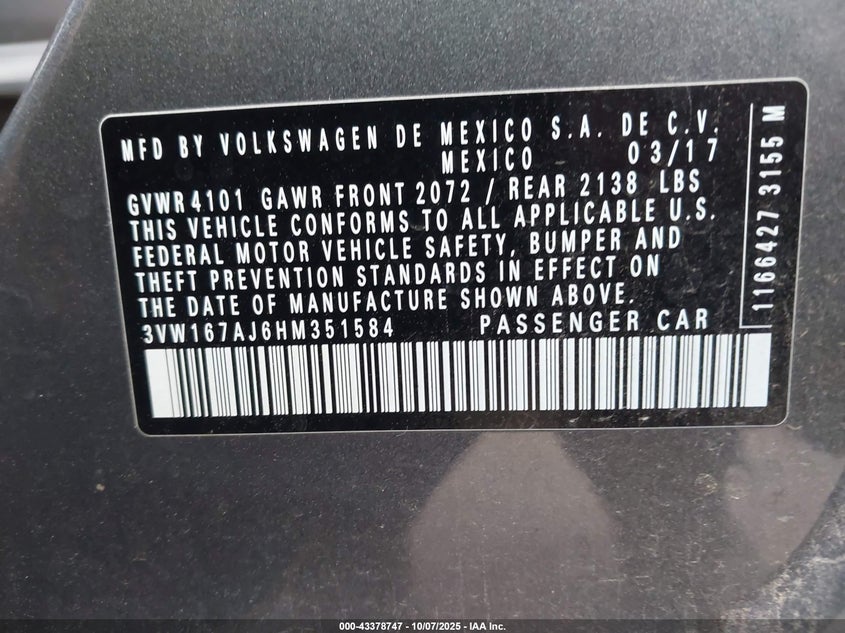 MFD BY VOLKSWAGEN DE MEXICO S.A. DE C.V.
MEXICO 03/17
GVWR 4101 GAWR FRONT 2072 / REAR 2138 LBS
THIS VEHICLE CONFORMS TO ALL APPLICABLE U.S.
FEDERAL MOTOR VEHICLE SAFETY, BUMPER AND
THEFT PREVENTION STANDARDS IN EFFECT ON
THE DATE OF MANUFACTURE SHOWN ABOVE.
3VW167AJ6HM351584 PASSENGER CAR
1166427 3155 M
000-43378747 - 10/07/2025 - IAA Inc.